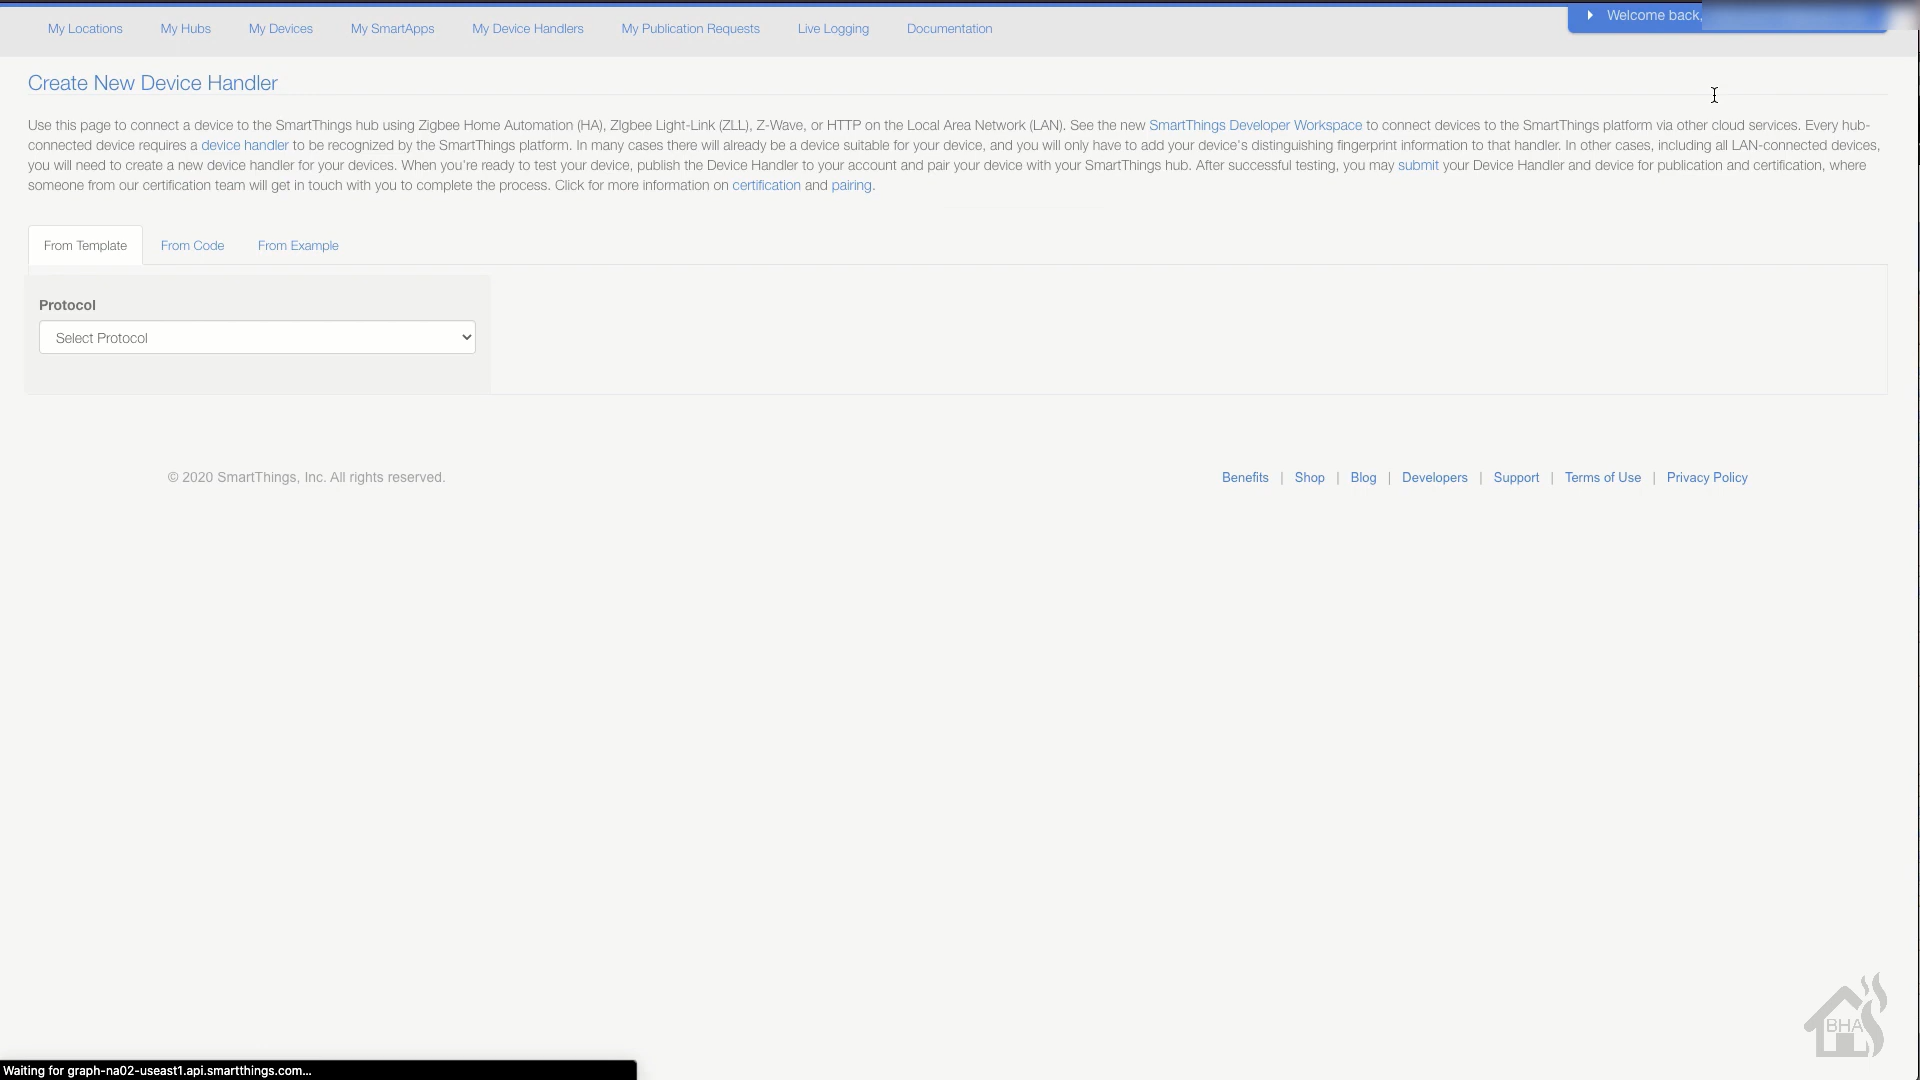 My Locations My Hubs My Devices My SmartApps My Device Handlers My Publication Requests Live Logging Documentation
Welcome back,
Create New Device Handler
Use this page to connect a device to the SmartThings hub using Zigbee Home Automation (HA), ZIgbee Light-Link (ZLL), Z-Wave, or HTTP on the Local Area Network (LAN). See the new SmartThings Developer Workspace to connect devices to the SmartThings platform via other cloud services. Every hub-
connected device requires a device handler to be recognized by the SmartThings platform. In many cases there will already be a device suitable for your device, and you will only have to add your device's distinguishing fingerprint information to that handler. In other cases, including all LAN-connected devices,
you will need to create a new device handler for your devices. When you're ready to test your device, publish the Device Handler to your account and pair your device with your SmartThings hub. After successful testing, you may submit your Device Handler and device for publication and certification, where
someone from our certification team will get in touch with you to complete the process. Click for more information on certification and pairing.
From Template From Code From Example
Protocol
Select Protocol
© 2020 SmartThings, Inc. All rights reserved.
Benefits | Shop | Blog | Developers | Support | Terms of Use | Privacy Policy
BHA
Waiting for graph-na02-useast1.api.smartthings.com...